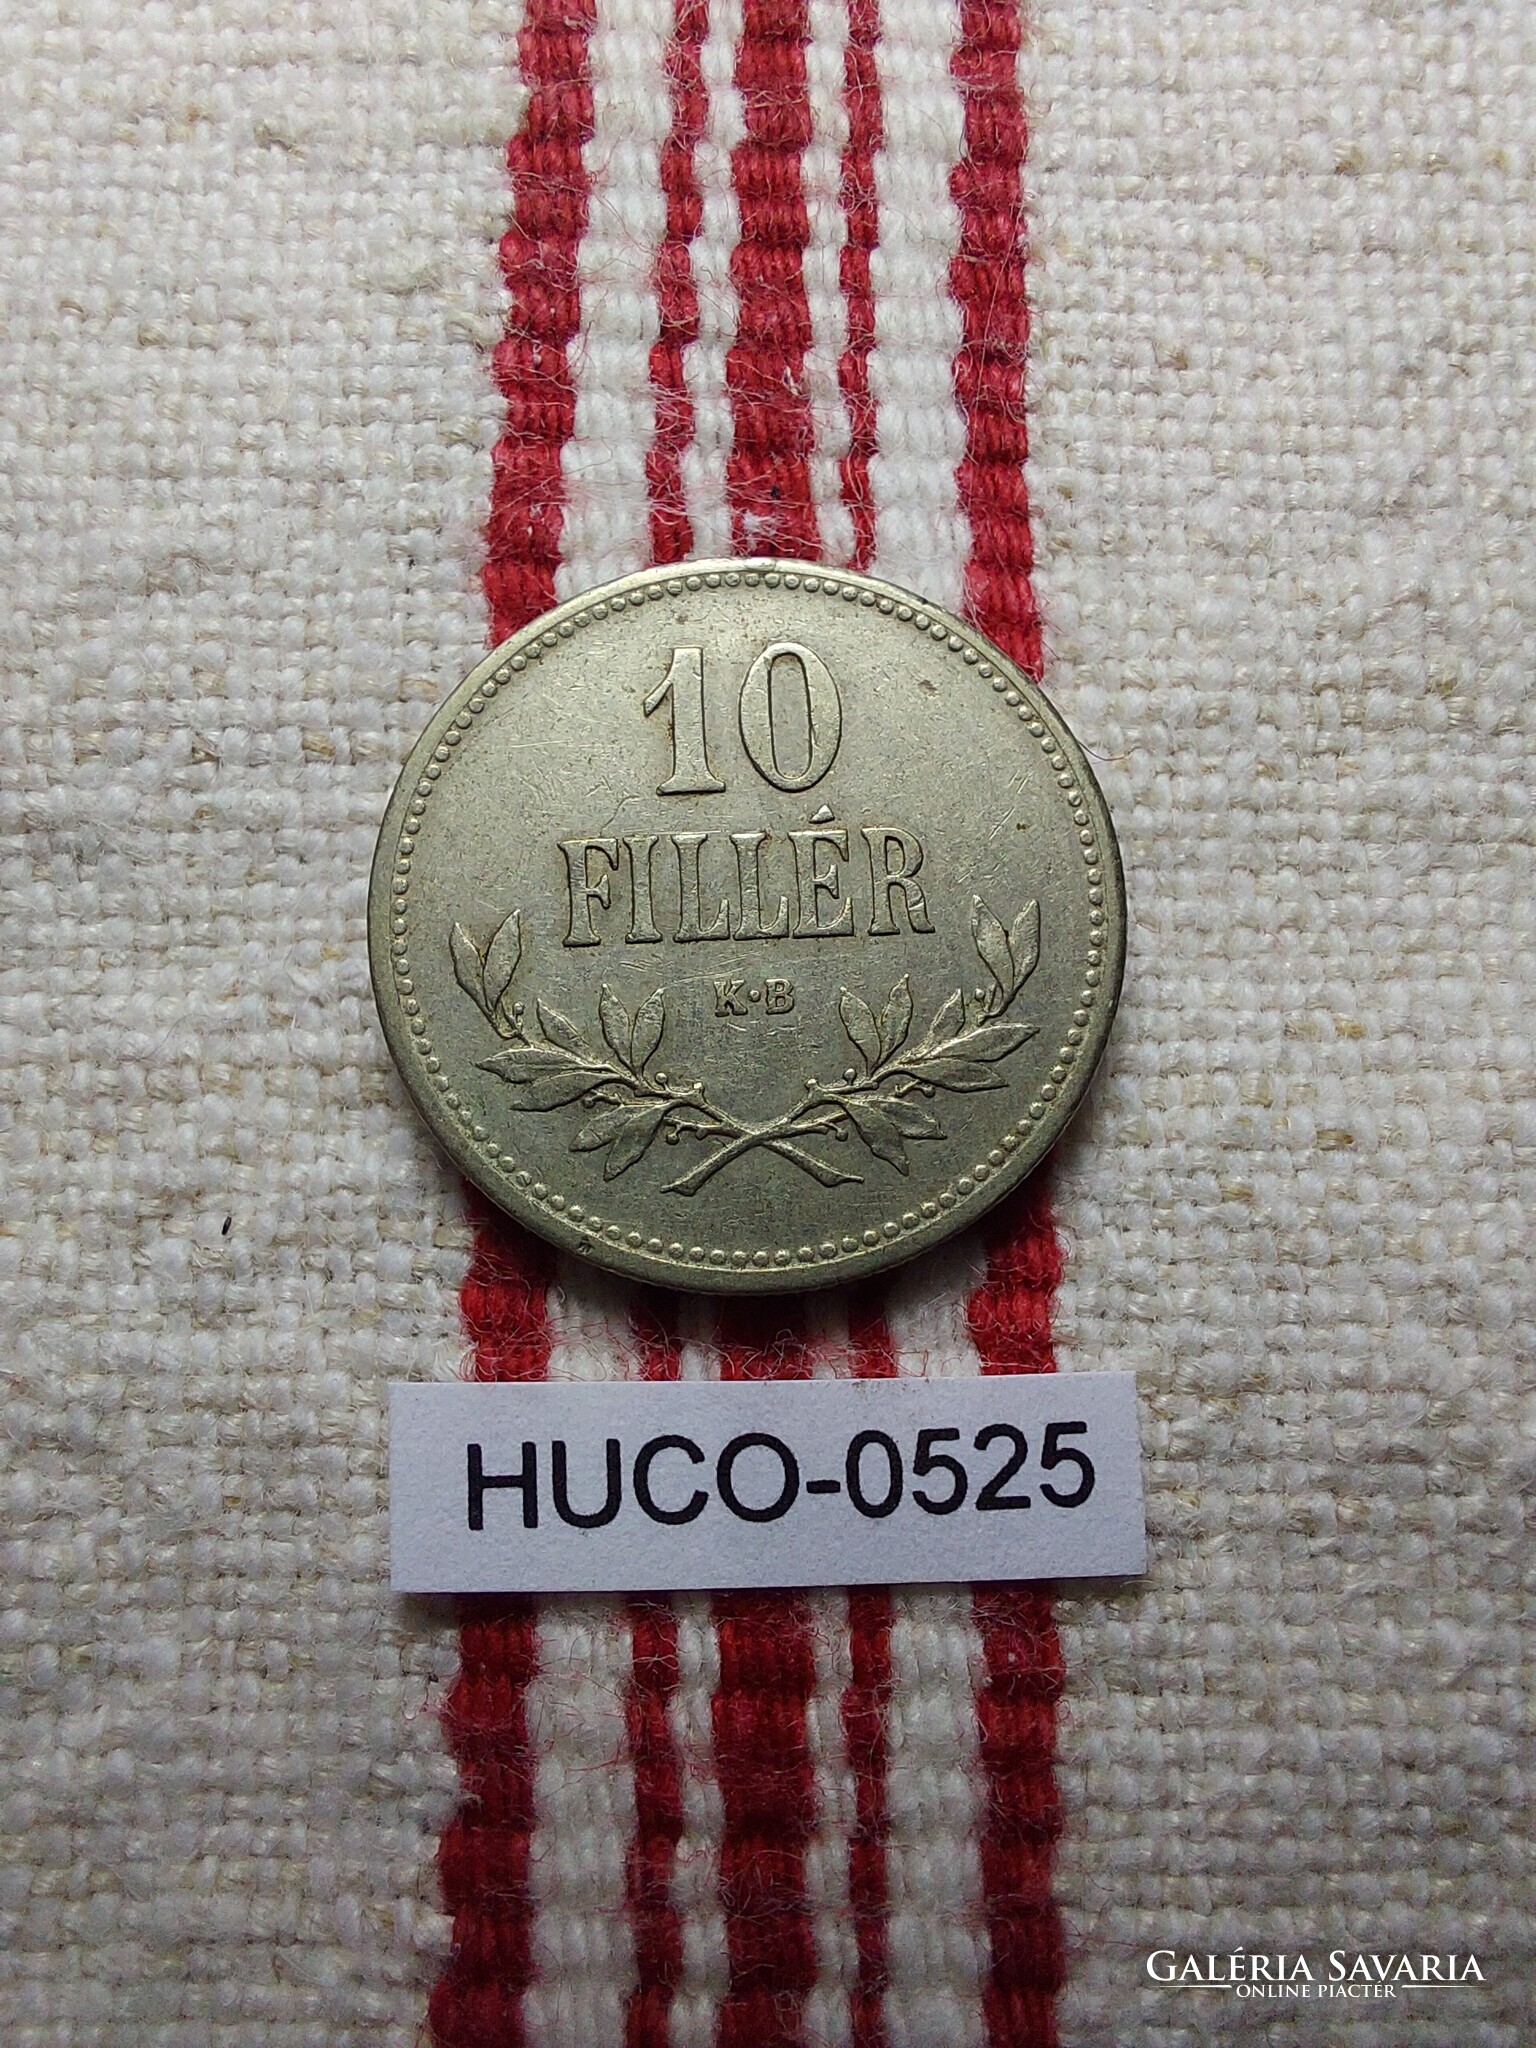 10
FILLÉR
K·B
HUCO-0525
GALÉRIA SAVARIA
ONLINE PIACTÉR